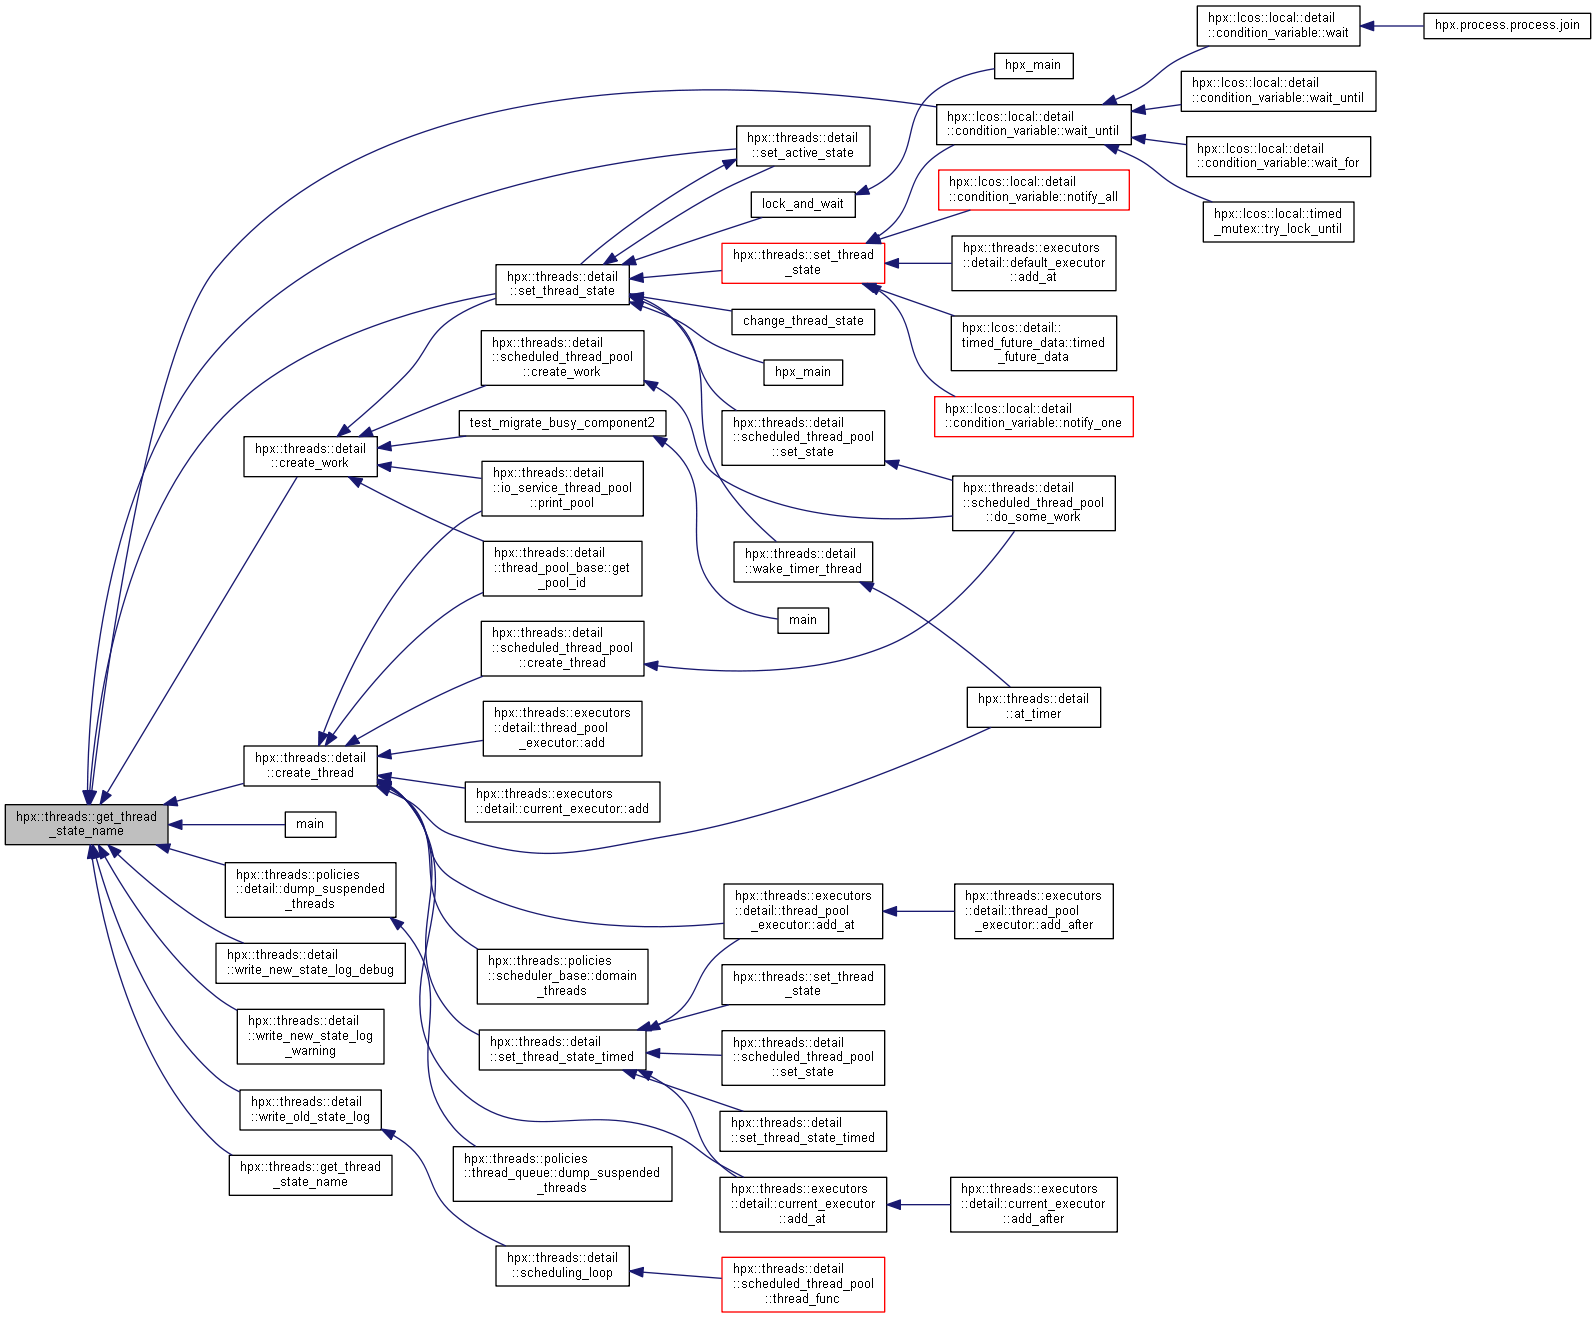 hpx::lcos::local::detail
::condition_variable::wait
hpx.process.process.join
hpx_main
hpx::lcos::local::detail
::condition_variable::wait_until
hpx::lcos::local::detail
::condition_variable::wait_until
hpx::threads::detail
::set_active_state
hpx::lcos::local::detail
::condition_variable::wait_for
hpx::lcos::local::detail
::condition_variable::notify_all
lock_and_wait
hpx::lcos::local::timed
_mutex::try_lock_until
hpx::threads::set_thread
_state
hpx::threads::executors
::detail::default_executor
::add_at
hpx::threads::detail
::set_thread_state
change_thread_state
hpx::lcos::detail::
timed_future_data::timed
_future_data
hpx::threads::detail
::scheduled_thread_pool
::create_work
hpx_main
hpx::lcos::local::detail
::condition_variable::notify_one
test_migrate_busy_component2
hpx::threads::detail
::scheduled_thread_pool
::set_state
hpx::threads::detail
::create_work
hpx::threads::detail
::io_service_thread_pool
::print_pool
hpx::threads::detail
::scheduled_thread_pool
::do_some_work
hpx::threads::detail
::thread_pool_base::get
_pool_id
hpx::threads::detail
::wake_timer_thread
main
hpx::threads::detail
::scheduled_thread_pool
::create_thread
hpx::threads::detail
::at_timer
hpx::threads::executors
::detail::thread_pool
_executor::add
hpx::threads::detail
::create_thread
hpx::threads::executors
::detail::current_executor::add
hpx::threads::get_thread
_state_name
main
hpx::threads::policies
::detail::dump_suspended
_threads
hpx::threads::executors
::detail::thread_pool
_executor::add_at
hpx::threads::executors
::detail::thread_pool
_executor::add_after
hpx::threads::detail
::write_new_state_log_debug
hpx::threads::policies
::scheduler_base::domain
_threads
hpx::threads::set_thread
_state
hpx::threads::detail
::write_new_state_log
_warning
hpx::threads::detail
::set_thread_state_timed
hpx::threads::detail
::scheduled_thread_pool
::set_state
hpx::threads::detail
::write_old_state_log
hpx::threads::detail
::set_thread_state_timed
hpx::threads::get_thread
_state_name
hpx::threads::policies
::thread_queue::dump_suspended
_threads
hpx::threads::executors
::detail::current_executor
::add_at
hpx::threads::executors
::detail::current_executor
::add_after
hpx::threads::detail
::scheduling_loop
hpx::threads::detail
::scheduled_thread_pool
::thread_func